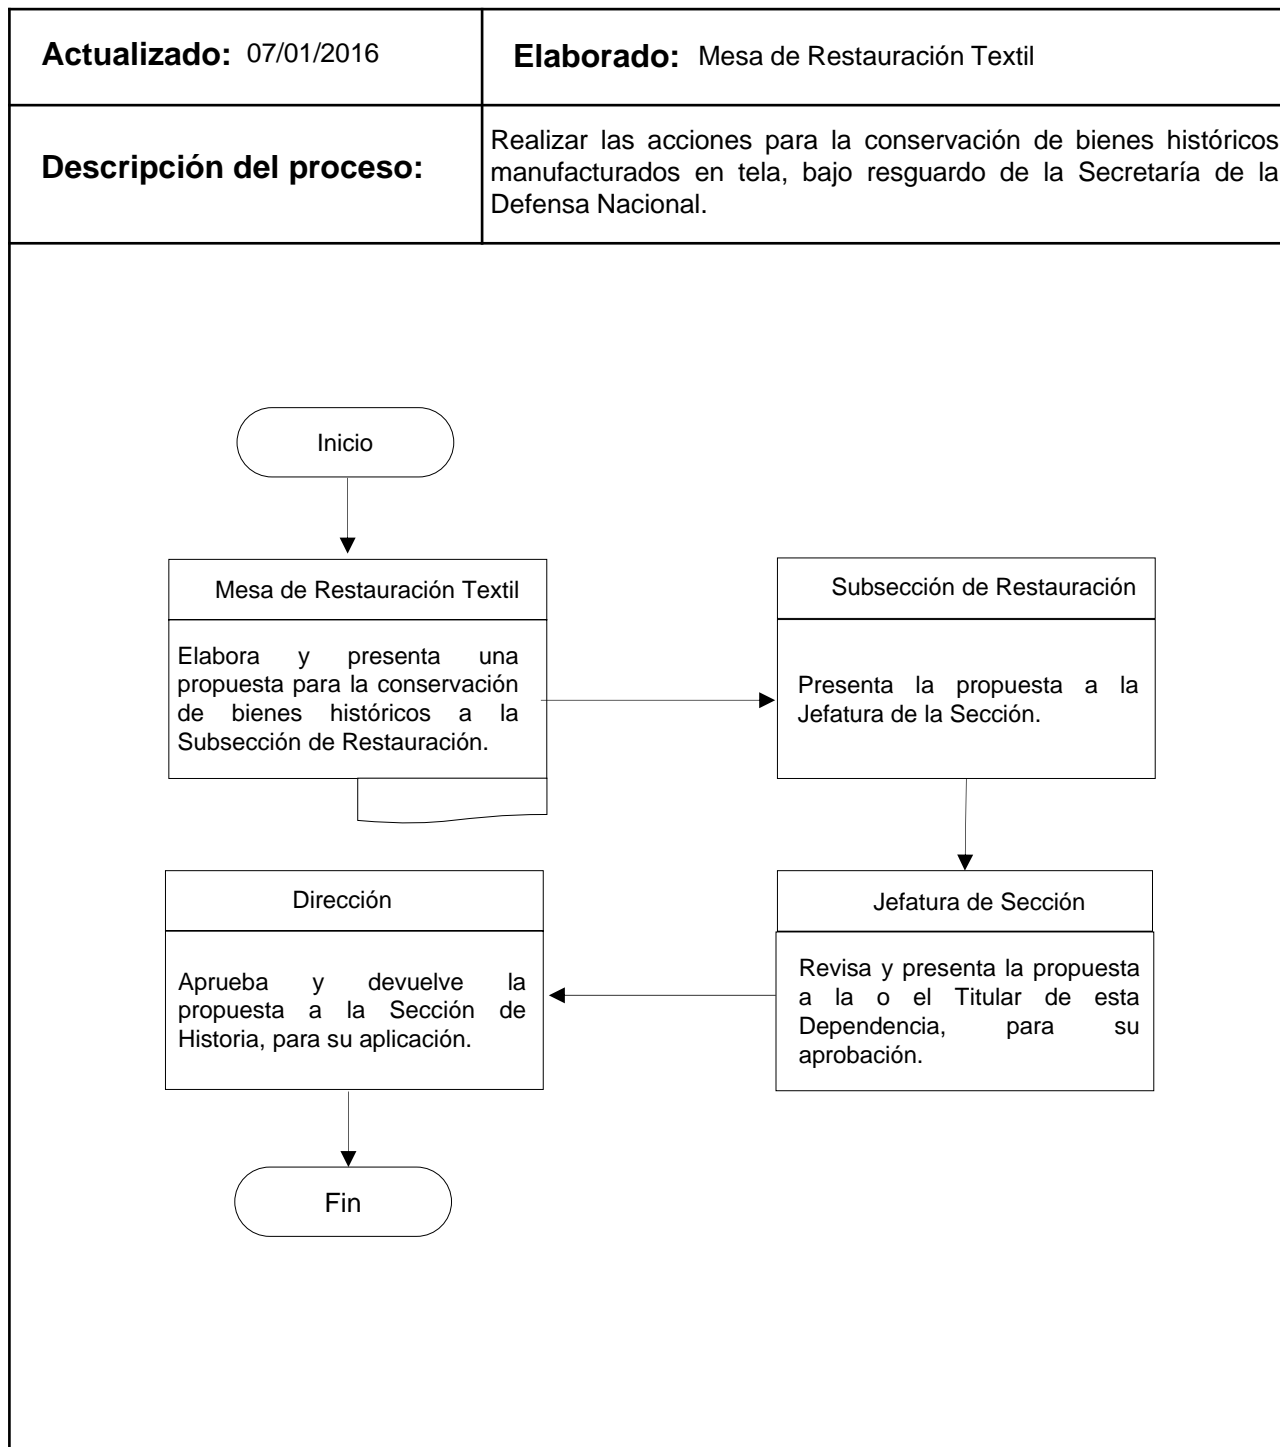 Actualizado: 07/01/2016
Elaborado: Mesa de Restauración Textil
Descripción del proceso:
Realizar las acciones para la conservación de bienes históricos
manufacturados en tela, bajo resguardo de la Secretaría de la
Defensa Nacional.
Inicio
Mesa de Restauración Textil
Elabora y presenta una
propuesta para la conservación
de bienes históricos a la
Subsección de Restauración.
Subsección de Restauración
Presenta la propuesta a la
Jefatura de la Sección.
Jefatura de Sección
Revisa y presenta la propuesta
a la o el Titular de esta
Dependencia, para su
aprobación.
Dirección
Aprueba y devuelve la
propuesta a la Sección de
Historia, para su aplicación.
Fin